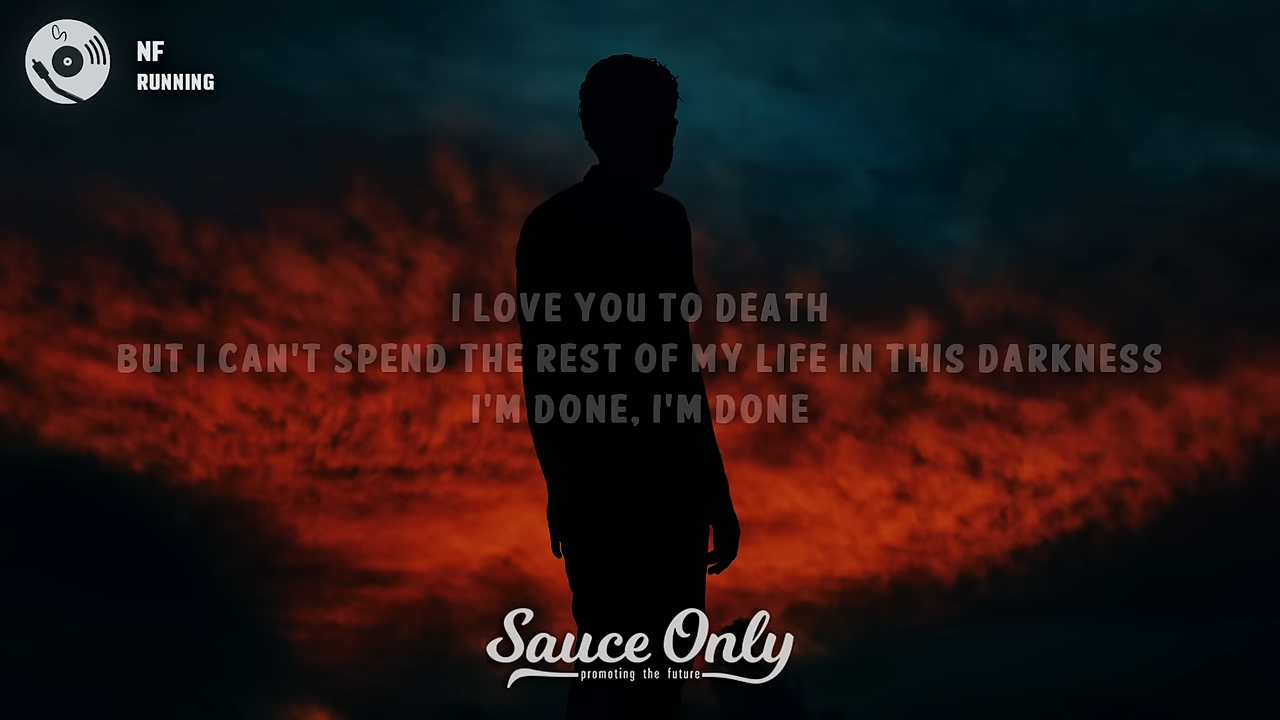 NF
RUNNING
I LOVE YOU TO DEATH
BUT I CAN'T SPEND THE REST OF MY LIFE IN THIS DARKNESS
I'M DONE, I'M DONE
Sauce Only
promoting the future